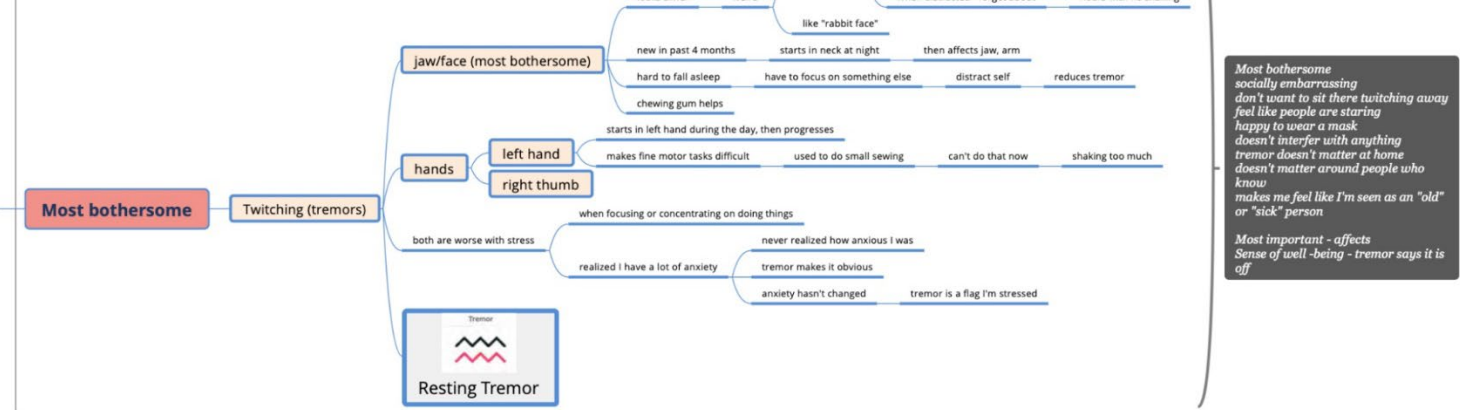 like "rabbit face"
jaw/face (most bothersome)
new in past 4 months
starts in neck at night
then affects jaw, arm
hard to fall asleep
have to focus on something else
distract self
reduces tremor
chewing gum helps
hands
left hand
starts in left hand during the day, then progresses
makes fine motor tasks difficult
used to do small sewing
can't do that now
shaking too much
right thumb
Most bothersome
Twitching (tremors)
both are worse with stress
when focusing or concentrating on doing things
realized I have a lot of anxiety
never realized how anxious I was
tremor makes it obvious
anxiety hasn't changed
tremor is a flag I'm stressed
Tremor
Resting Tremor
Most bothersome
socially embarrassing
don't want to sit there twitching away
feel like people are staring
happy to wear a mask
doesn't interfer with anything
tremor doesn't matter at home
doesn't matter around people who
know
makes me feel like I'm seen as an "old"
or "sick" person
Most important - affects
Sense of well -being - tremor says it is
off